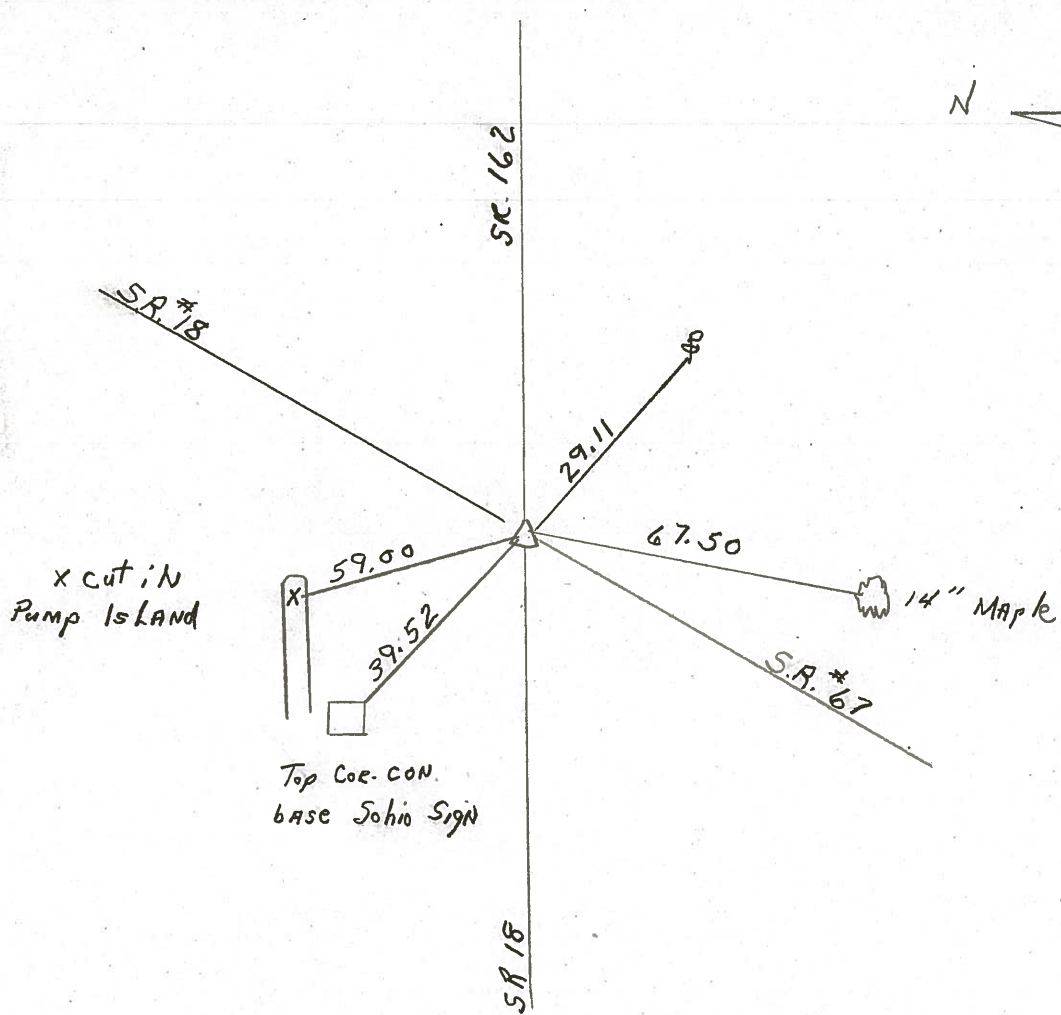 N
SR. 162
S.R. #18
29.11
67.50
59.00
x cut iN
Pump IsLAND
X
14" MAple
39.52
S.R. #67
Top Cor. CON.
bASe Sohio SigN
SR 18